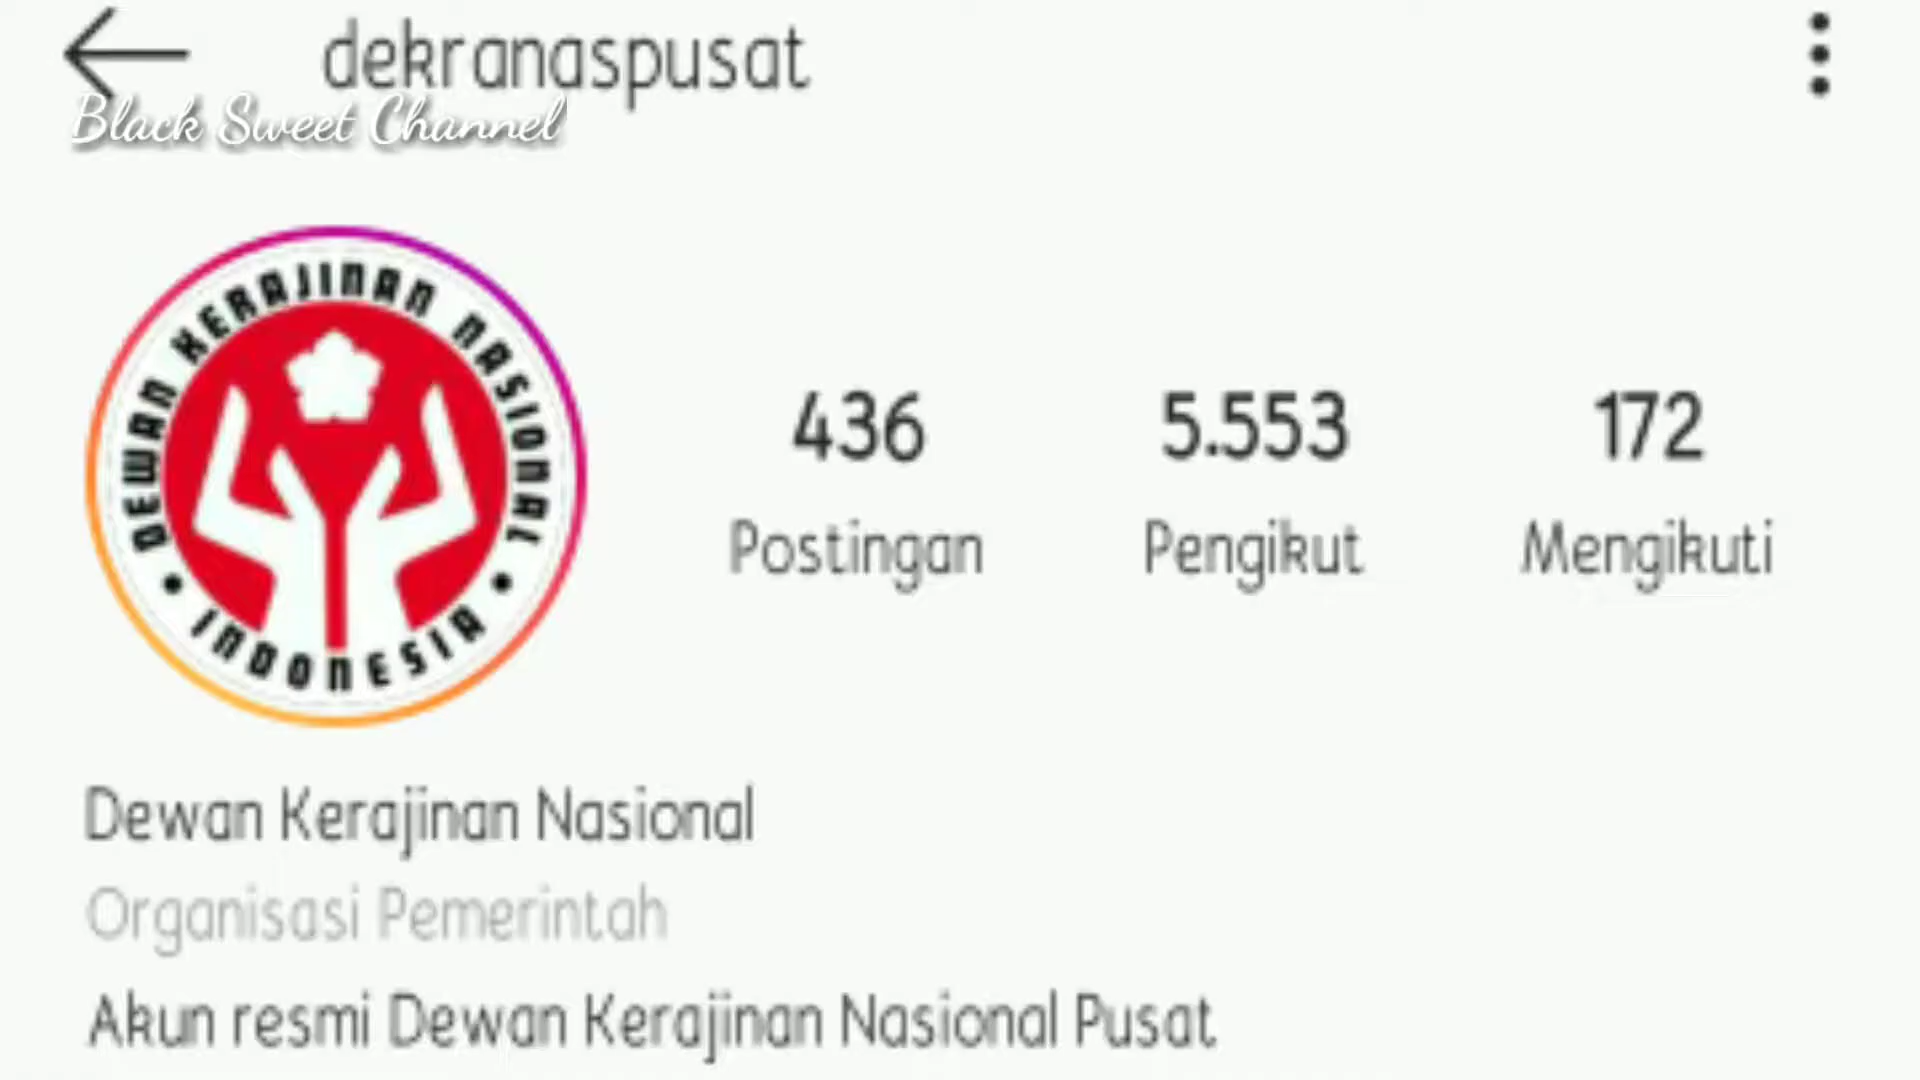 dekranaspusat
Black Sweet Channel
DEWAN KERAJINAN NASIONAL
• INDONESIA •
436
5.553
172
Postingan
Pengikut
Mengikuti
Dewan Kerajinan Nasional
Organisasi Pemerintah
Akun resmi Dewan Kerajinan Nasional Pusat